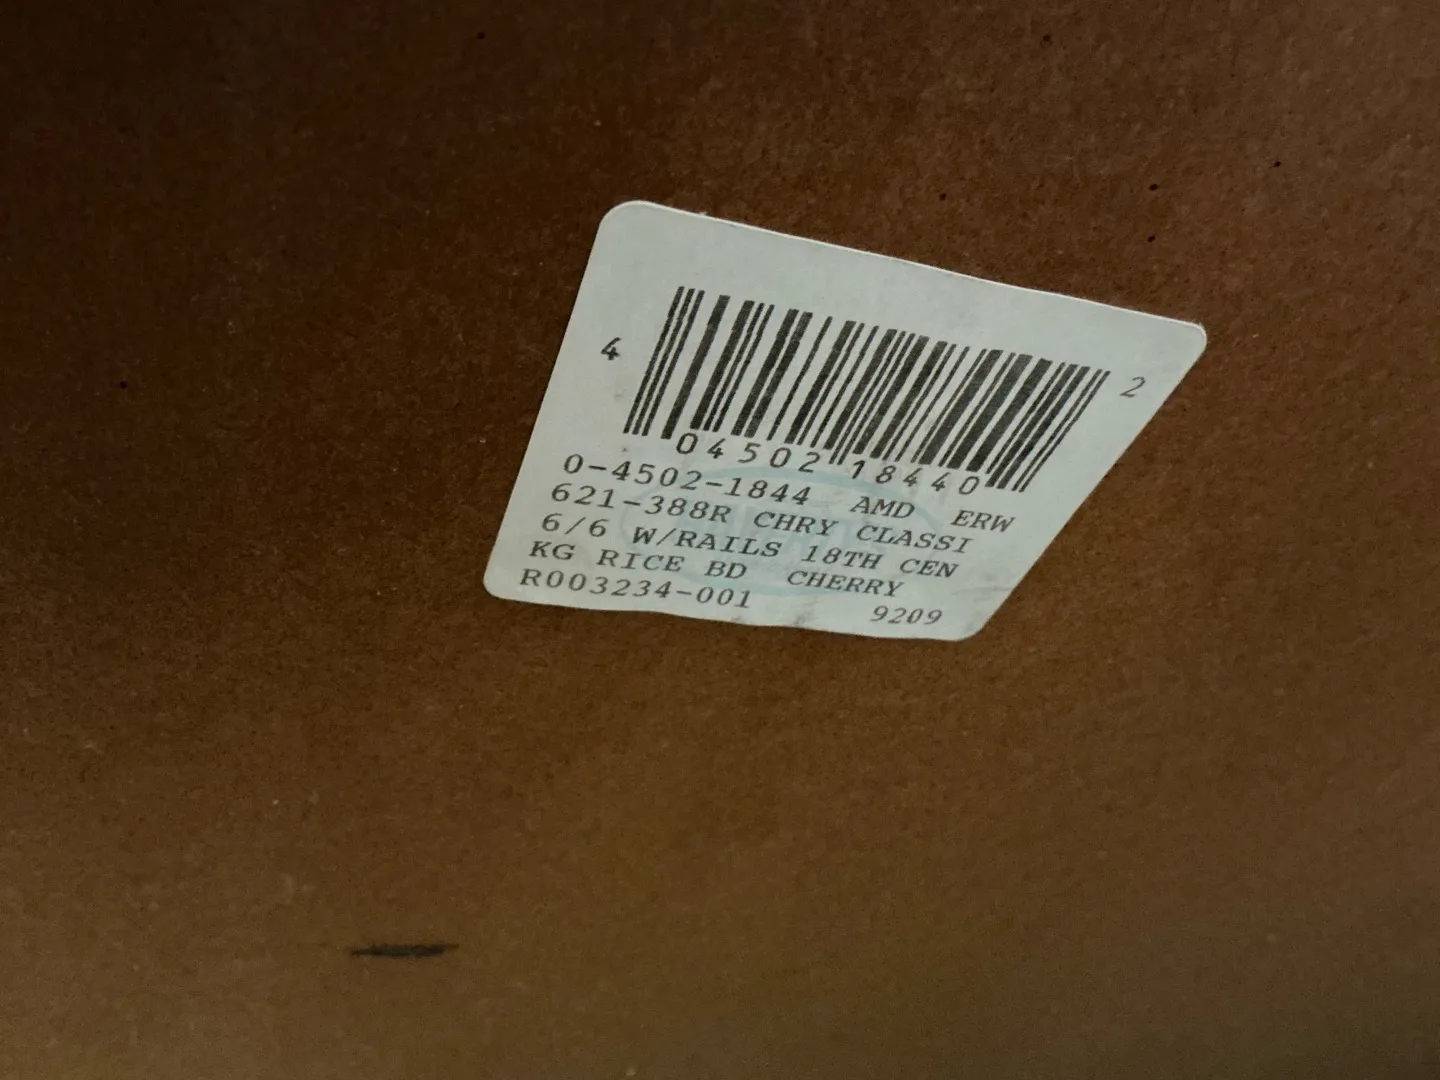 4 04502 18440 2
0-4502-1844 AMD ERW
621-388R CHRY CLASSI
6/6 W/RAILS 18TH CEN
KG RICE BD CHERRY
R003234-001 9209